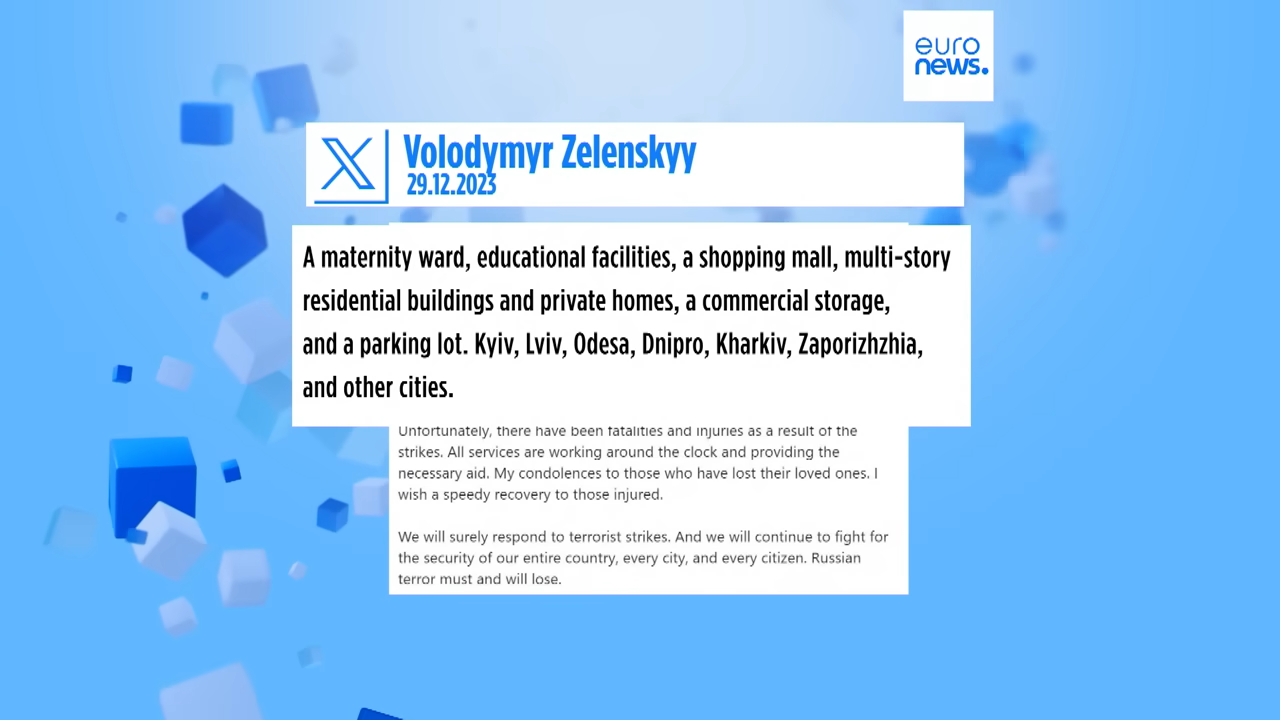 euro
news.
X
Volodymyr Zelenskyy
29.12.2023
A maternity ward, educational facilities, a shopping mall, multi-story
residential buildings and private homes, a commercial storage,
and a parking lot. Kyiv, Lviv, Odesa, Dnipro, Kharkiv, Zaporizhzhia,
and other cities.
Unfortunately, there have been fatalities and injuries as a result of the
strikes. All services are working around the clock and providing the
necessary aid. My condolences to those who have lost their loved ones. I
wish a speedy recovery to those injured.
We will surely respond to terrorist strikes. And we will continue to fight for
the security of our entire country, every city, and every citizen. Russian
terror must and will lose.